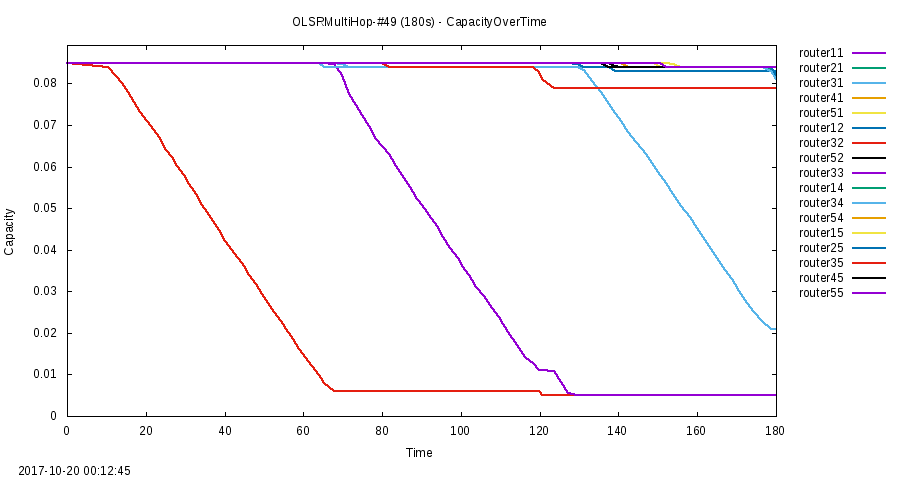 OLSRMultiHop-#49 (180s) - CapacityOverTime
router11
router21
router31
router41
router51
router12
router32
router52
router33
router14
router34
router54
router15
router25
router35
router45
router55
0.08
0.07
0.06
0.05
0.04
0.03
0.02
0.01
0
Capacity
0 20 40 60 80 100 120 140 160 180
Time
2017-10-20 00:12:45